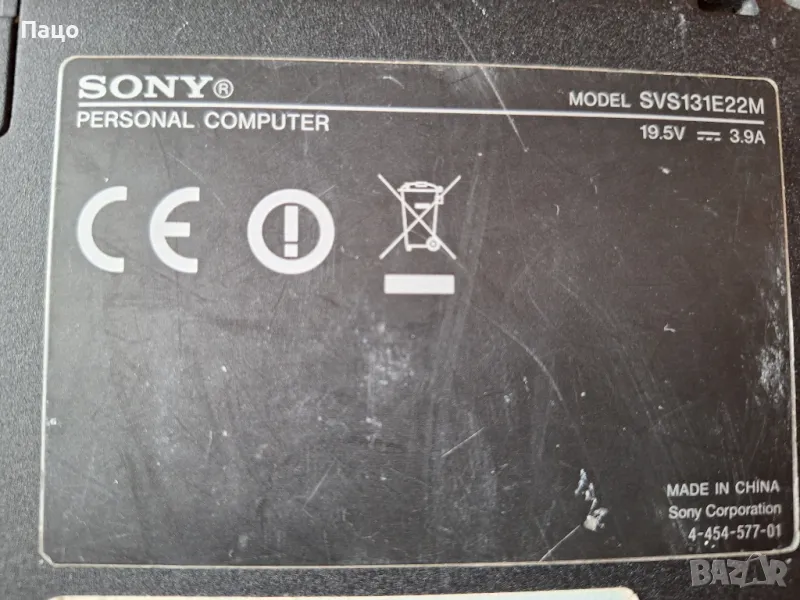 Пацо
SONY®
MODEL SVS131E22M
PERSONAL COMPUTER
19.5V ⎓ 3.9A
CE
MADE IN CHINA
Sony Corporation
4-454-577-01
BAZAR